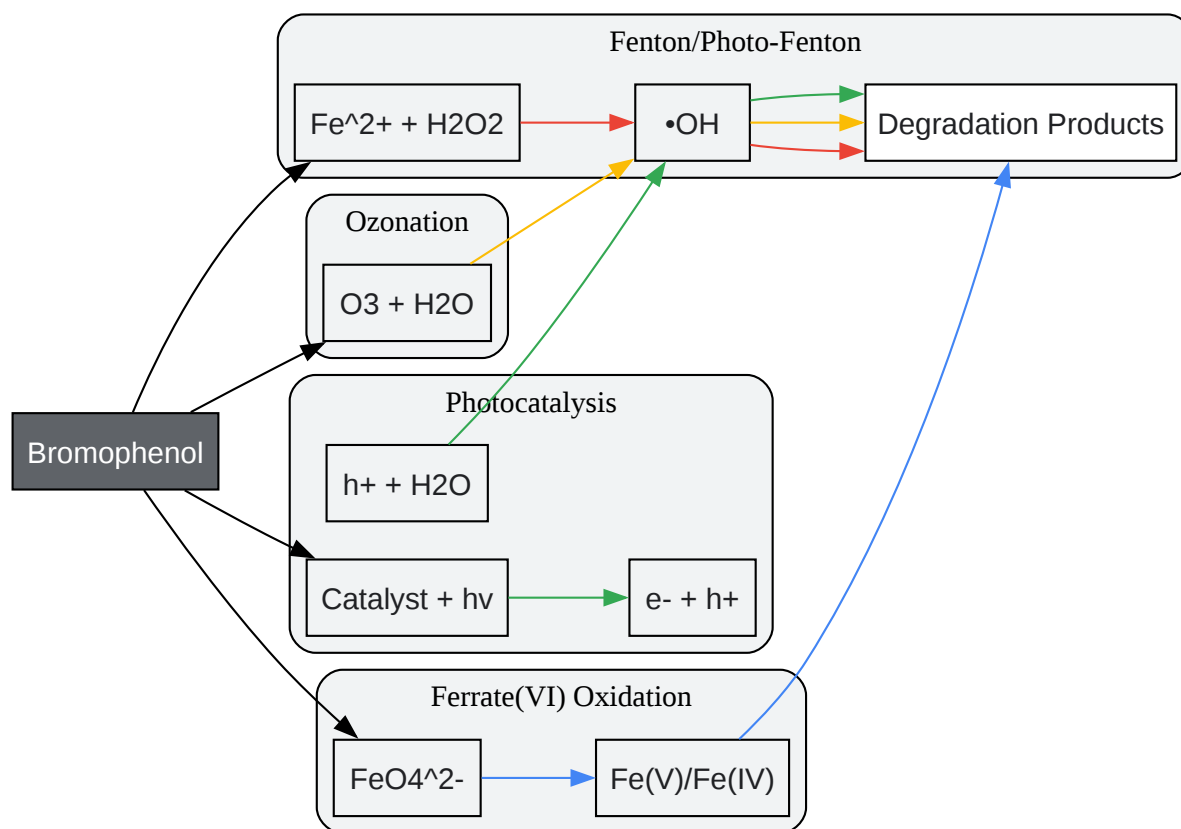 Fenton/Photo-Fenton
Fe^2+ + H2O2
•OH
Degradation Products
Ozonation
O3 + H2O
Photocatalysis
Bromophenol
h+ + H2O
Catalyst + hv
e- + h+
Ferrate(VI) Oxidation
FeO4^2-
Fe(V)/Fe(IV)